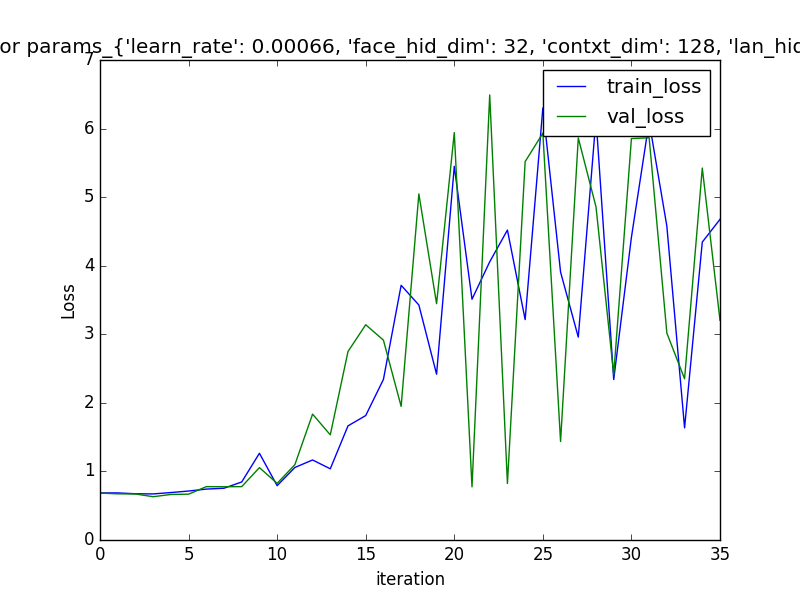 or params_{'learn_rate': 0.00066, 'face_hid_dim': 32, 'contxt_dim': 128, 'lan_hid
7
6
5
4
3
2
1
0
Loss
train_loss
val_loss
0 5 10 15 20 25 30 35
iteration